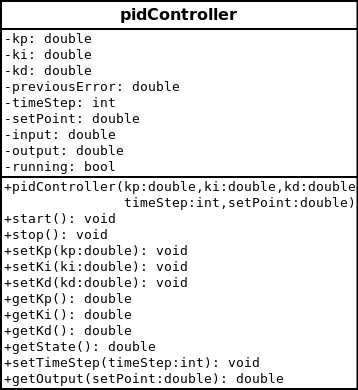 pidController
-kp: double
-ki: double
-kd: double
-previousError: double
-timeStep: int
-setPoint: double
-input: double
-output: double
-running: bool
+pidController(kp:double,ki:double,kd:double
timeStep:int,setPoint:double)
+start(): void
+stop(): void
+setKp(kp:double): void
+setKi(ki:double): void
+setKd(kd:double): void
+getKp(): double
+getKi(): double
+getKd(): double
+getState(): double
+setTimeStep(timeStep:int): void
+getOutput(setPoint:double): double